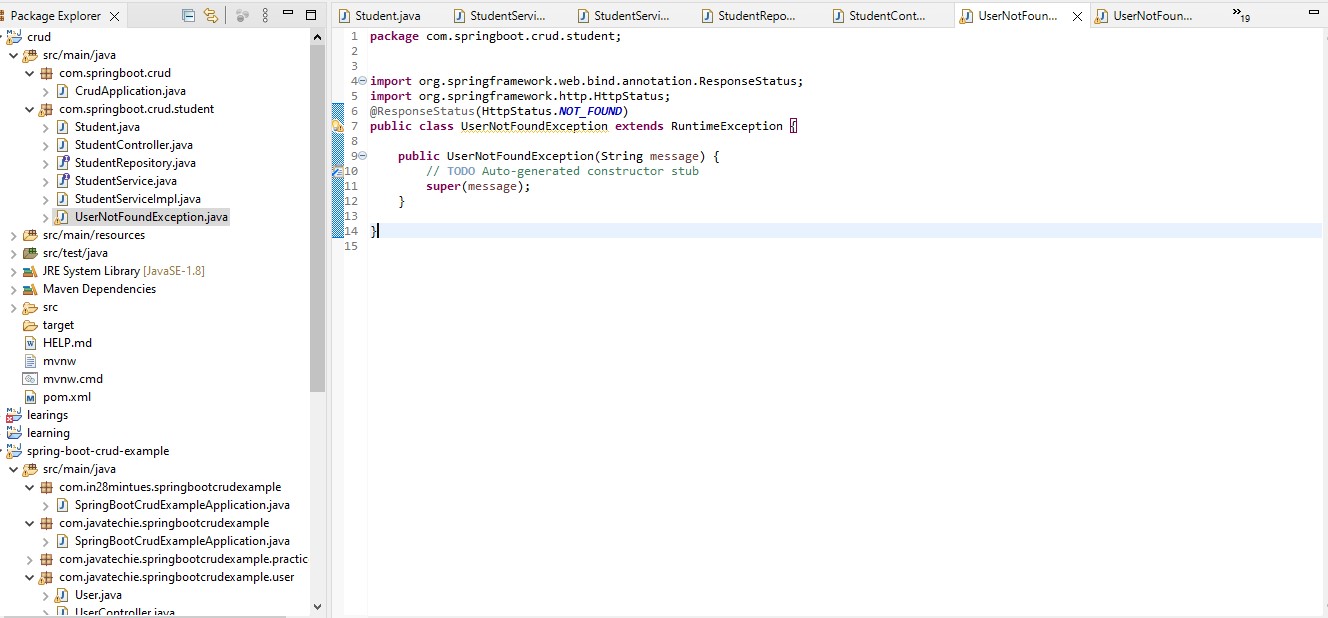 Package Explorer
crud
src/main/java
com.springboot.crud
CrudApplication.java
com.springboot.crud.student
Student.java
StudentController.java
StudentRepository.java
StudentService.java
StudentServiceImpl.java
UserNotFoundException.java
src/main/resources
src/test/java
JRE System Library [JavaSE-1.8]
Maven Dependencies
src
target
HELP.md
mvnw
mvnw.cmd
pom.xml
learings
learning
spring-boot-crud-example
src/main/java
com.in28mintues.springbootcrudexample
SpringBootCrudExampleApplication.java
com.javatechie.springbootcrudexample
SpringBootCrudExampleApplication.java
com.javatechie.springbootcrudexample.practic
com.javatechie.springbootcrudexample.user
User.java
UserController.java
Student.java StudentServi... StudentServi... StudentRepo... StudentCont... UserNotFoun... UserNotFoun... »19
1 package com.springboot.crud.student;
2
3
4 import org.springframework.web.bind.annotation.ResponseStatus;
5 import org.springframework.http.HttpStatus;
6 @ResponseStatus(HttpStatus.NOT_FOUND)
7 public class UserNotFoundException extends RuntimeException {
8
9 public UserNotFoundException(String message) {
10 // TODO Auto-generated constructor stub
11 super(message);
12 }
13
14 }
15